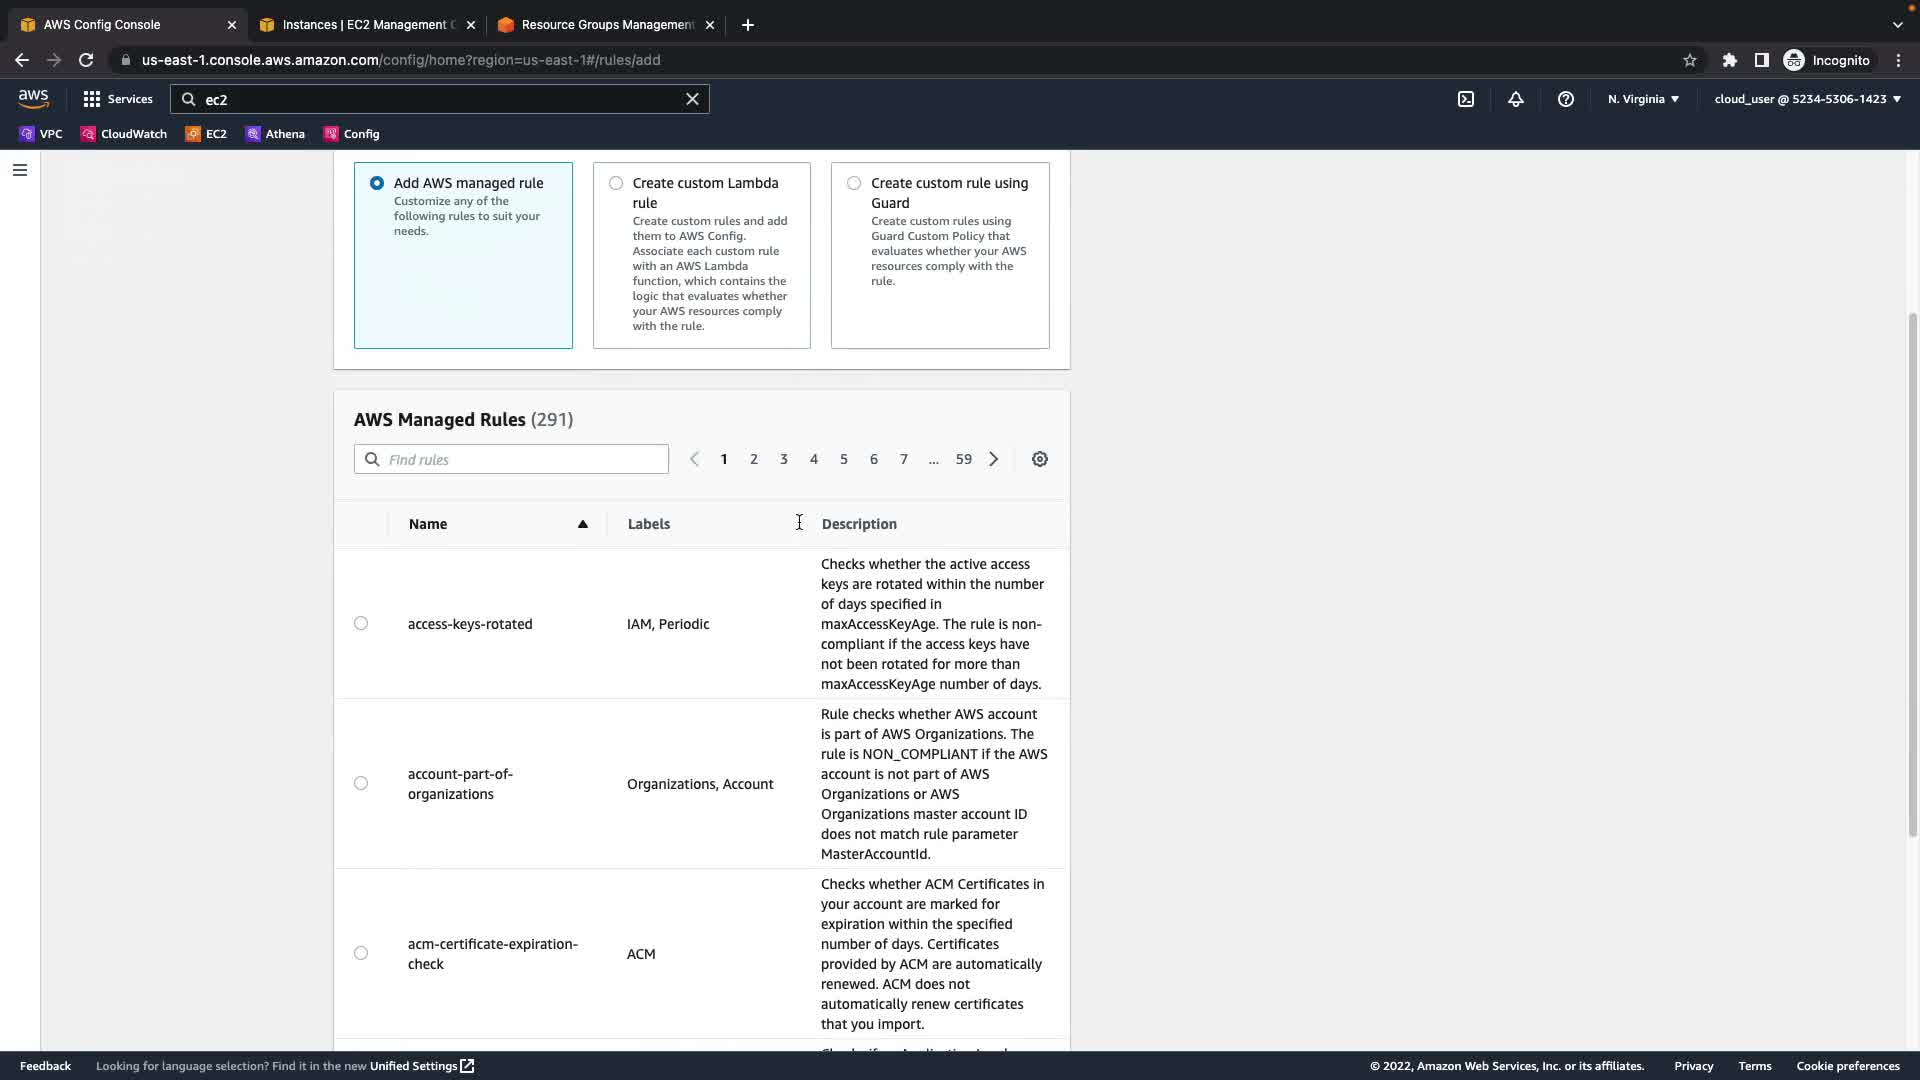 AWS Config Console
Instances | EC2 Management C
Resource Groups Management
us-east-1.console.aws.amazon.com/config/home?region=us-east-1#/rules/add
Incognito
aws
Services
ec2
N. Virginia
cloud_user @ 5234-5306-1423
VPC
CloudWatch
EC2
Athena
Config
Add AWS managed rule
Customize any of the
following rules to suit your
needs.
Create custom Lambda
rule
Create custom rules and add
them to AWS Config.
Associate each custom rule
with an AWS Lambda
function, which contains the
logic that evaluates whether
your AWS resources comply
with the rule.
Create custom rule using
Guard
Create custom rules using
Guard Custom Policy that
evaluates whether your AWS
resources comply with the
rule.
AWS Managed Rules (291)
Find rules
1 2 3 4 5 6 7 ... 59
Name
Labels
Description
access-keys-rotated
IAM, Periodic
Checks whether the active access
keys are rotated within the number
of days specified in
maxAccessKeyAge. The rule is non-
compliant if the access keys have
not been rotated for more than
maxAccessKeyAge number of days.
account-part-of-
organizations
Organizations, Account
Rule checks whether AWS account
is part of AWS Organizations. The
rule is NON_COMPLIANT if the AWS
account is not part of AWS
Organizations or AWS
Organizations master account ID
does not match rule parameter
MasterAccountId.
acm-certificate-expiration-
check
ACM
Checks whether ACM Certificates in
your account are marked for
expiration within the specified
number of days. Certificates
provided by ACM are automatically
renewed. ACM does not
automatically renew certificates
that you import.
Feedback
Looking for language selection? Find it in the new Unified Settings
© 2022, Amazon Web Services, Inc. or its affiliates.
Privacy
Terms
Cookie preferences